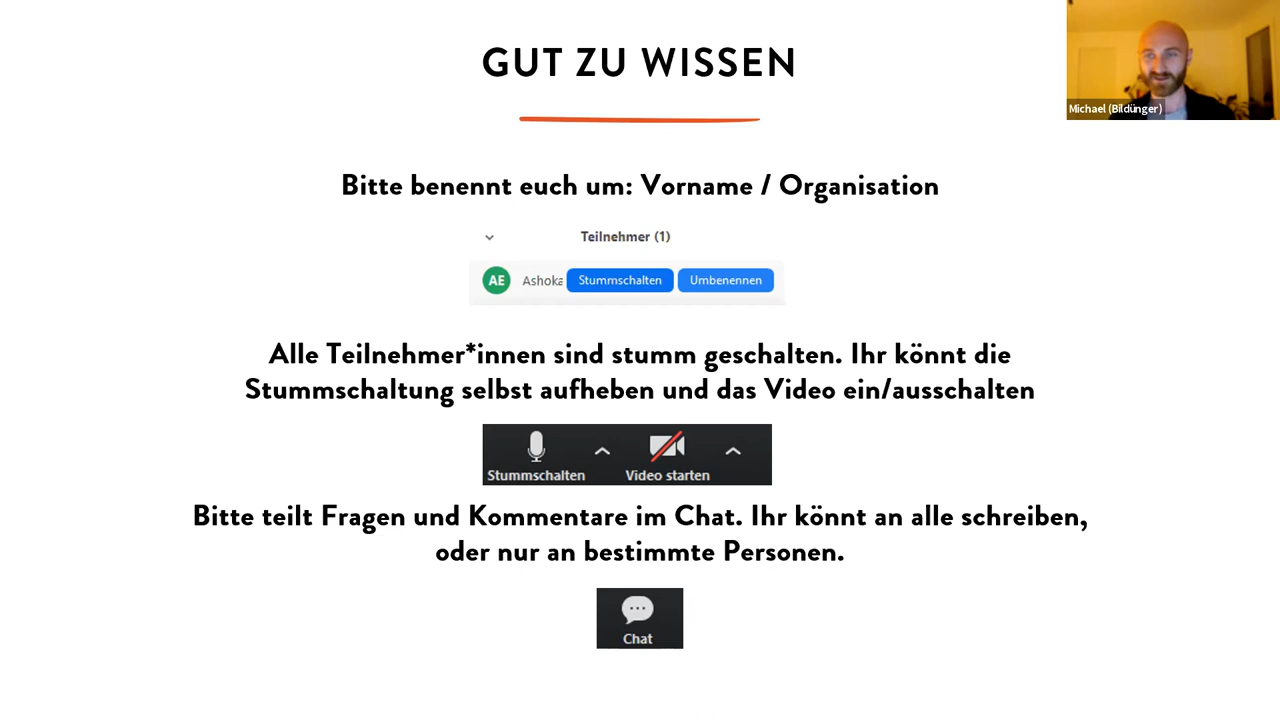 GUT ZU WISSEN
Michael (Bildünger)
Bitte benennt euch um: Vorname / Organisation
Teilnehmer (1)
AE Ashoka Stummschalten Umbenennen
Alle Teilnehmer*innen sind stumm geschalten. Ihr könnt die
Stummschaltung selbst aufheben und das Video ein/ausschalten
Stummschalten Video starten
Bitte teilt Fragen und Kommentare im Chat. Ihr könnt an alle schreiben,
oder nur an bestimmte Personen.
Chat